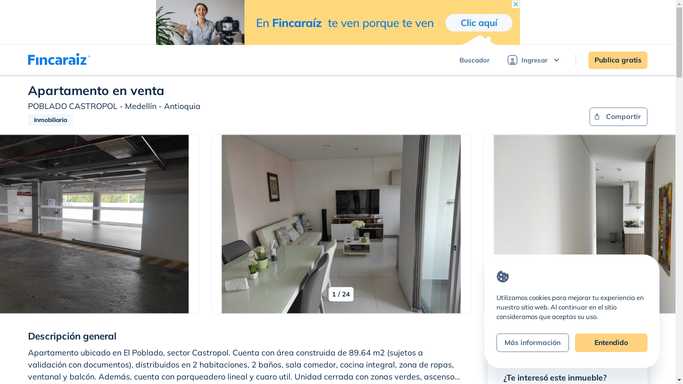 En Fincaraíz te ven porque te ven
Clic aquí
Fincaraíz
Buscador
Ingresar
Publica gratis
Apartamento en venta
POBLADO CASTROPOL - Medellín - Antioquia
Inmobiliaria
Compartir
1 / 24
Utilizamos cookies para mejorar tu experiencia en
nuestro sitio web. Al continuar en el sitio
consideramos que aceptas su uso.
Más información
Entendido
Descripción general
Apartamento ubicado en El Poblado, sector Castropol. Cuenta con área construida de 89.64 m2 (sujetos a
validación con documentos), distribuidos en 2 habitaciones, 2 baños, sala comedor, cocina integral, zona de ropas,
ventanal y balcón. Además, cuenta con parqueadero lineal y cuarto util. Unidad cerrada con zonas verdes, ascenso...
¿Te interesó este inmueble?